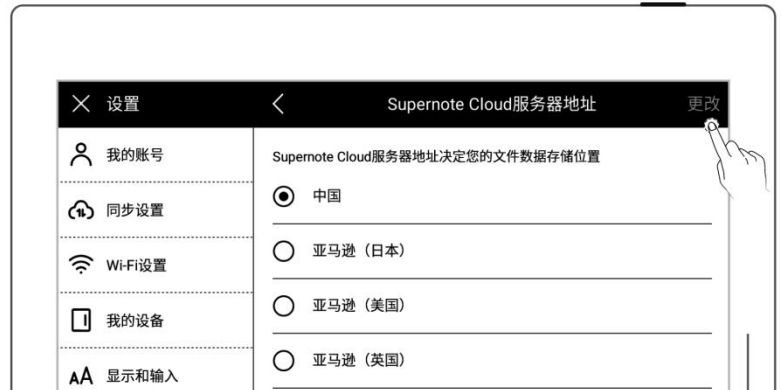 设置
Supernote Cloud服务器地址
更改
我的账号
同步设置
Wi-Fi设置
我的设备
显示和输入
Supernote Cloud服务器地址决定您的文件数据存储位置
中国
亚马逊（日本）
亚马逊（美国）
亚马逊（英国）